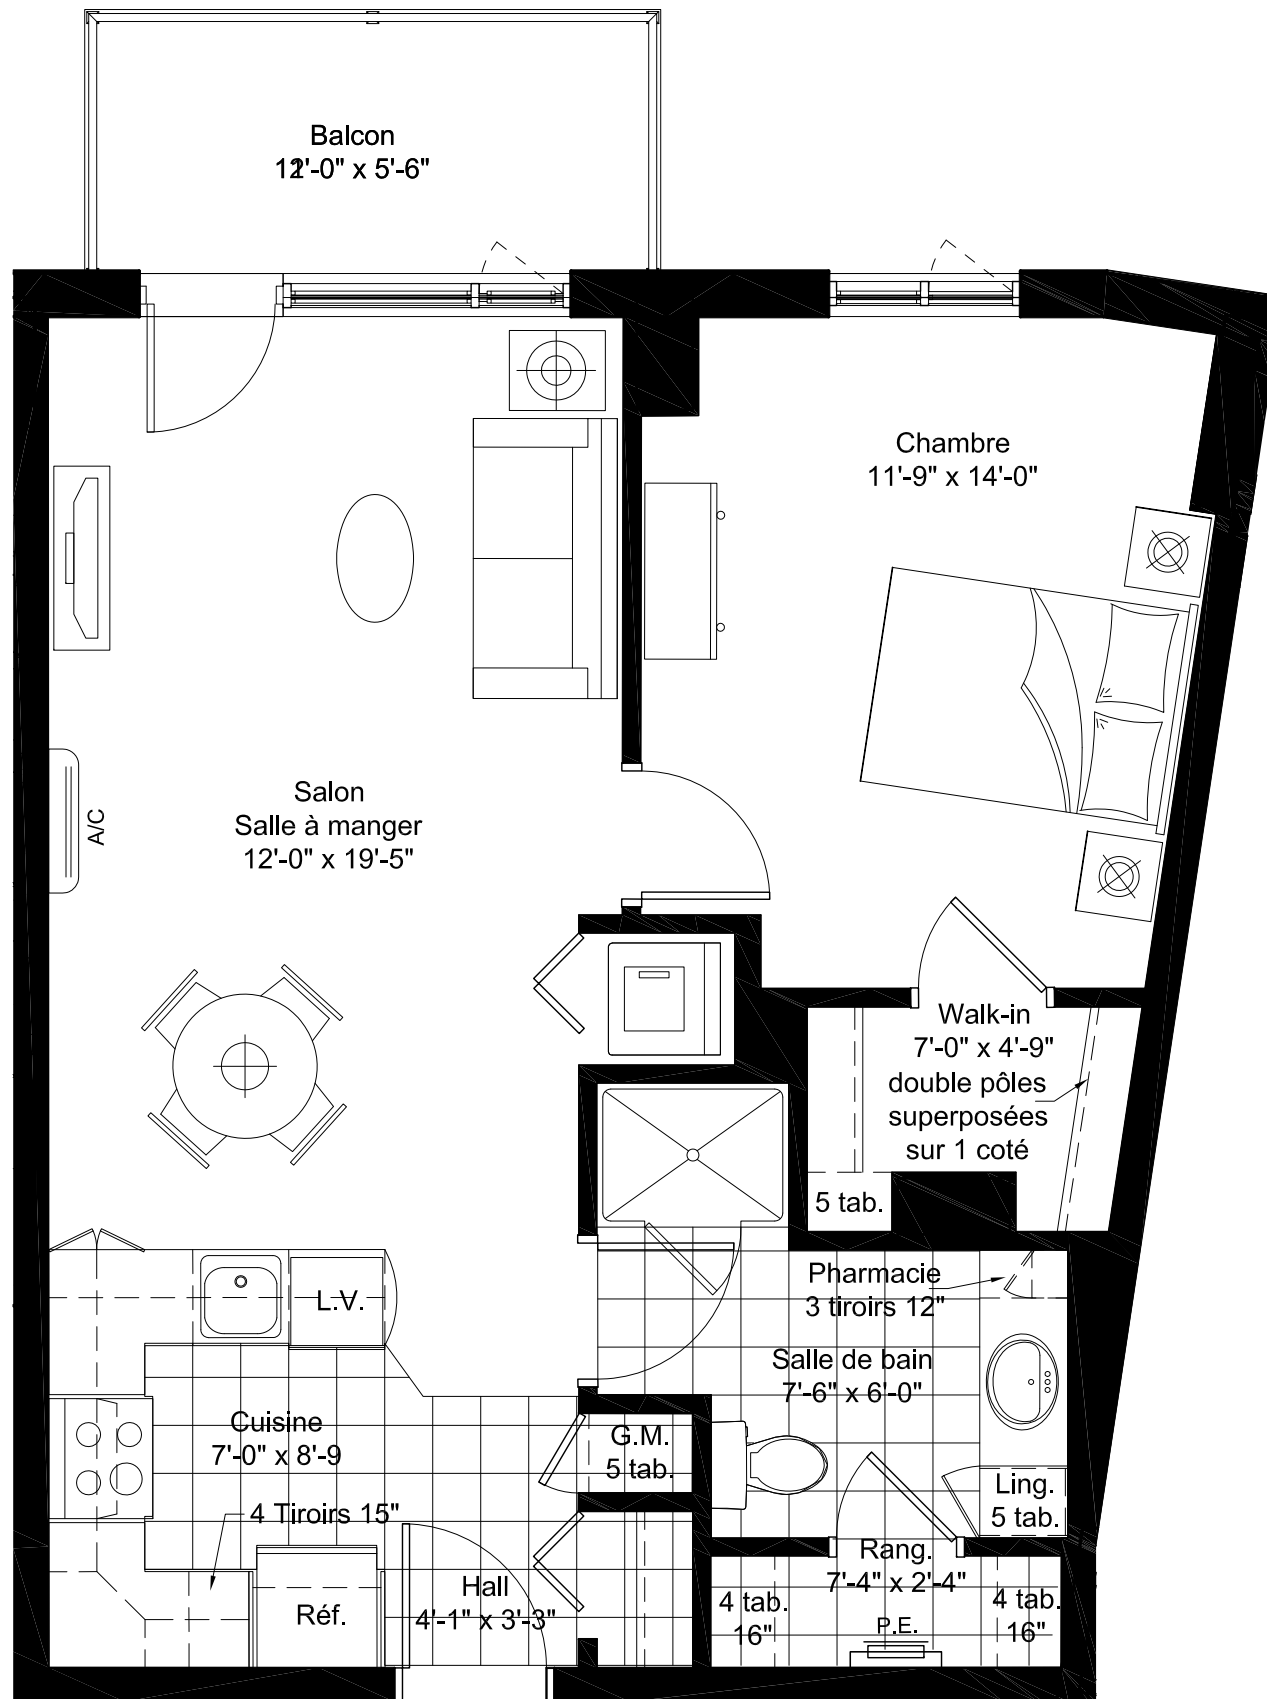 Balcon
12'-0" x 5'-6"
Chambre
11'-9" x 14'-0"
Salon
Salle à manger
12'-0" x 19'-5"
A/C
Walk-in
7'-0" x 4'-9"
double pôles
superposées
sur 1 coté
5 tab.
Pharmacie
3 tiroirs 12"
L.V.
Salle de bain
7'-6" x 6'-0"
Cuisine
7'-0" x 8'-9
G.M.
5 tab.
Ling.
5 tab.
4 Tiroirs 15"
Rang.
7'-4" x 2'-4"
Hall
4'-1" x 3'-3"
Réf.
4 tab.
16"
P.E.
4 tab.
16"